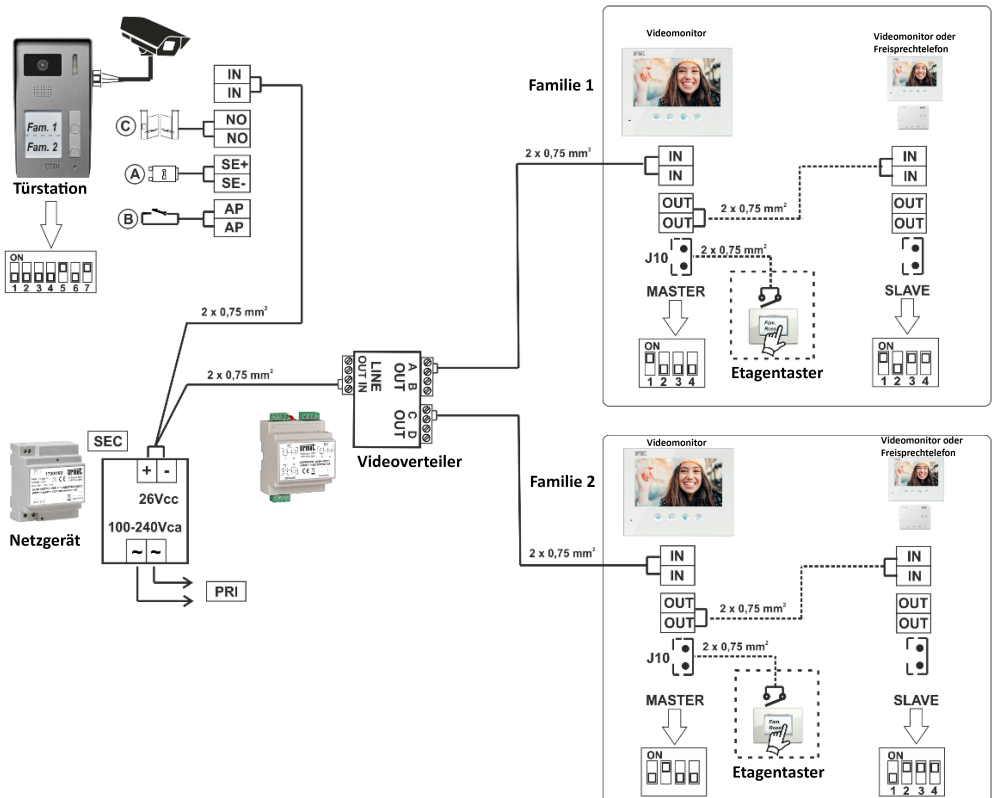 Fam. 1
Fam. 2
Türstation
ON
1 2 3 4 5 6 7
IN
IN
C
NO
NO
A
SE+
SE-
B
AP
AP
2 x 0,75 mm²
2 x 0,75 mm²
SEC
+ -
26Vcc
100-240Vca
~ ~
PRI
Netzgerät
LINE
OUT IN
A B
OUT
C D
OUT
Videoverteiler
Familie 1
Videomonitor
Videomonitor oder
Freisprechtelefon
2 x 0,75 mm²
IN
IN
OUT
OUT
2 x 0,75 mm²
IN
IN
OUT
OUT
J10
2 x 0,75 mm²
MASTER
SLAVE
ON
1 2 3 4
Fam.
Etagentaster
ON
1 2 3 4
Familie 2
Videomonitor
Videomonitor oder
Freisprechtelefon
2 x 0,75 mm²
IN
IN
OUT
OUT
2 x 0,75 mm²
IN
IN
OUT
OUT
J10
2 x 0,75 mm²
MASTER
SLAVE
ON
Fam.
Etagentaster
ON
1 2 3 4